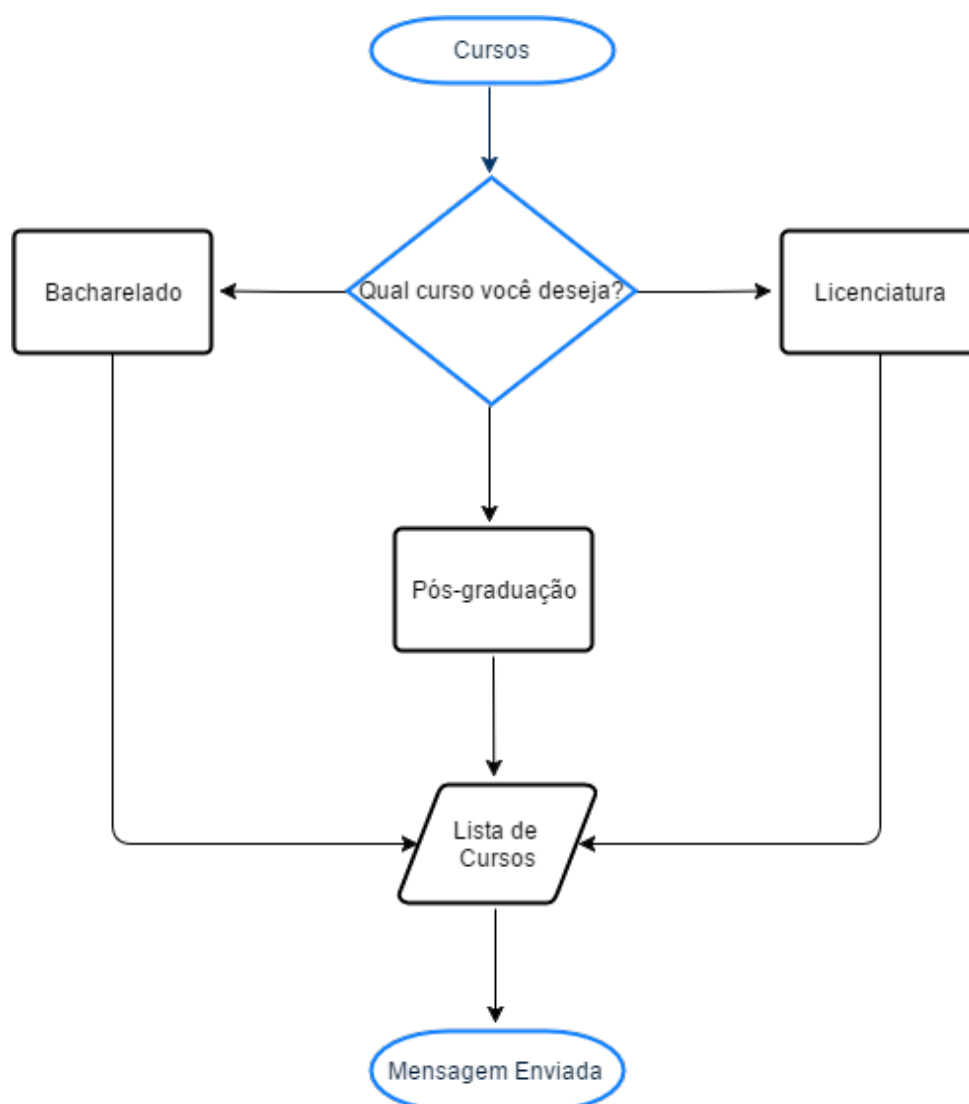 Cursos
Qual curso você deseja?
Bacharelado
Licenciatura
Pós-graduação
Lista de
Cursos
Mensagem Enviada